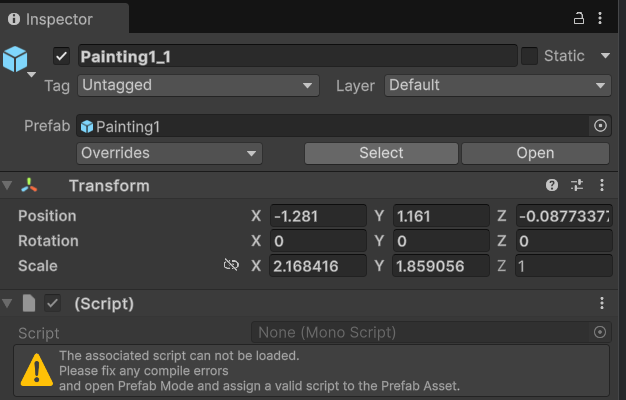 Inspector
Painting1_1
Static
Tag Untagged Layer Default
Prefab Painting1
Overrides Select Open
Transform
Position X -1.281 Y 1.161 Z -0.0877337
Rotation X 0 Y 0 Z 0
Scale X 2.168416 Y 1.859056 Z 1
(Script)
Script None (Mono Script)
The associated script can not be loaded.
Please fix any compile errors
and open Prefab Mode and assign a valid script to the Prefab Asset.